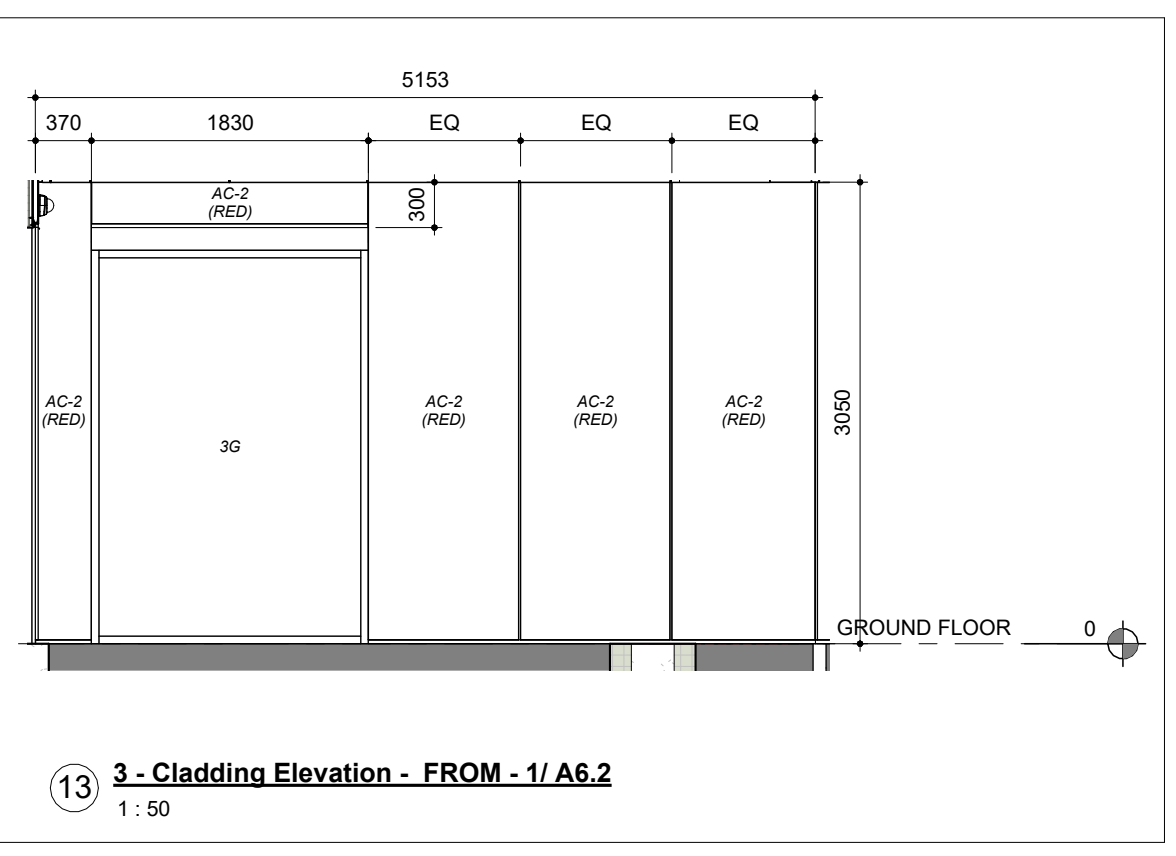 5153
370
1830
EQ
EQ
EQ
AC-2
(RED)
300
AC-2
(RED)
3G
AC-2
(RED)
AC-2
(RED)
AC-2
(RED)
3050
GROUND FLOOR
0
13
3 - Cladding Elevation - FROM - 1/ A6.2
1 : 50